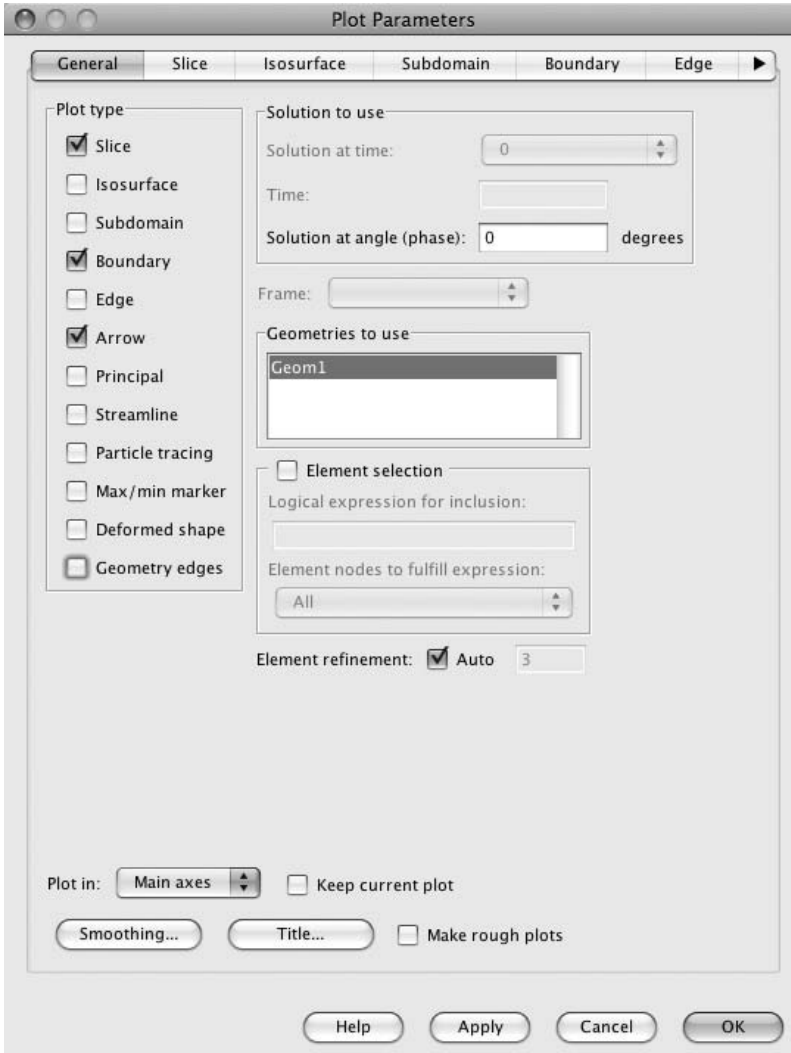 Plot Parameters
General Slice Isosurface Subdomain Boundary Edge
Plot type
Slice
Isosurface
Subdomain
Boundary
Edge
Arrow
Principal
Streamline
Particle tracing
Max/min marker
Deformed shape
Geometry edges
Solution to use
Solution at time: 0
Time:
Solution at angle (phase): 0 degrees
Frame:
Geometries to use
Geom1
Element selection
Logical expression for inclusion:
Element nodes to fulfill expression:
All
Element refinement: Auto 3
Plot in: Main axes Keep current plot
Smoothing... Title... Make rough plots
Help Apply Cancel OK